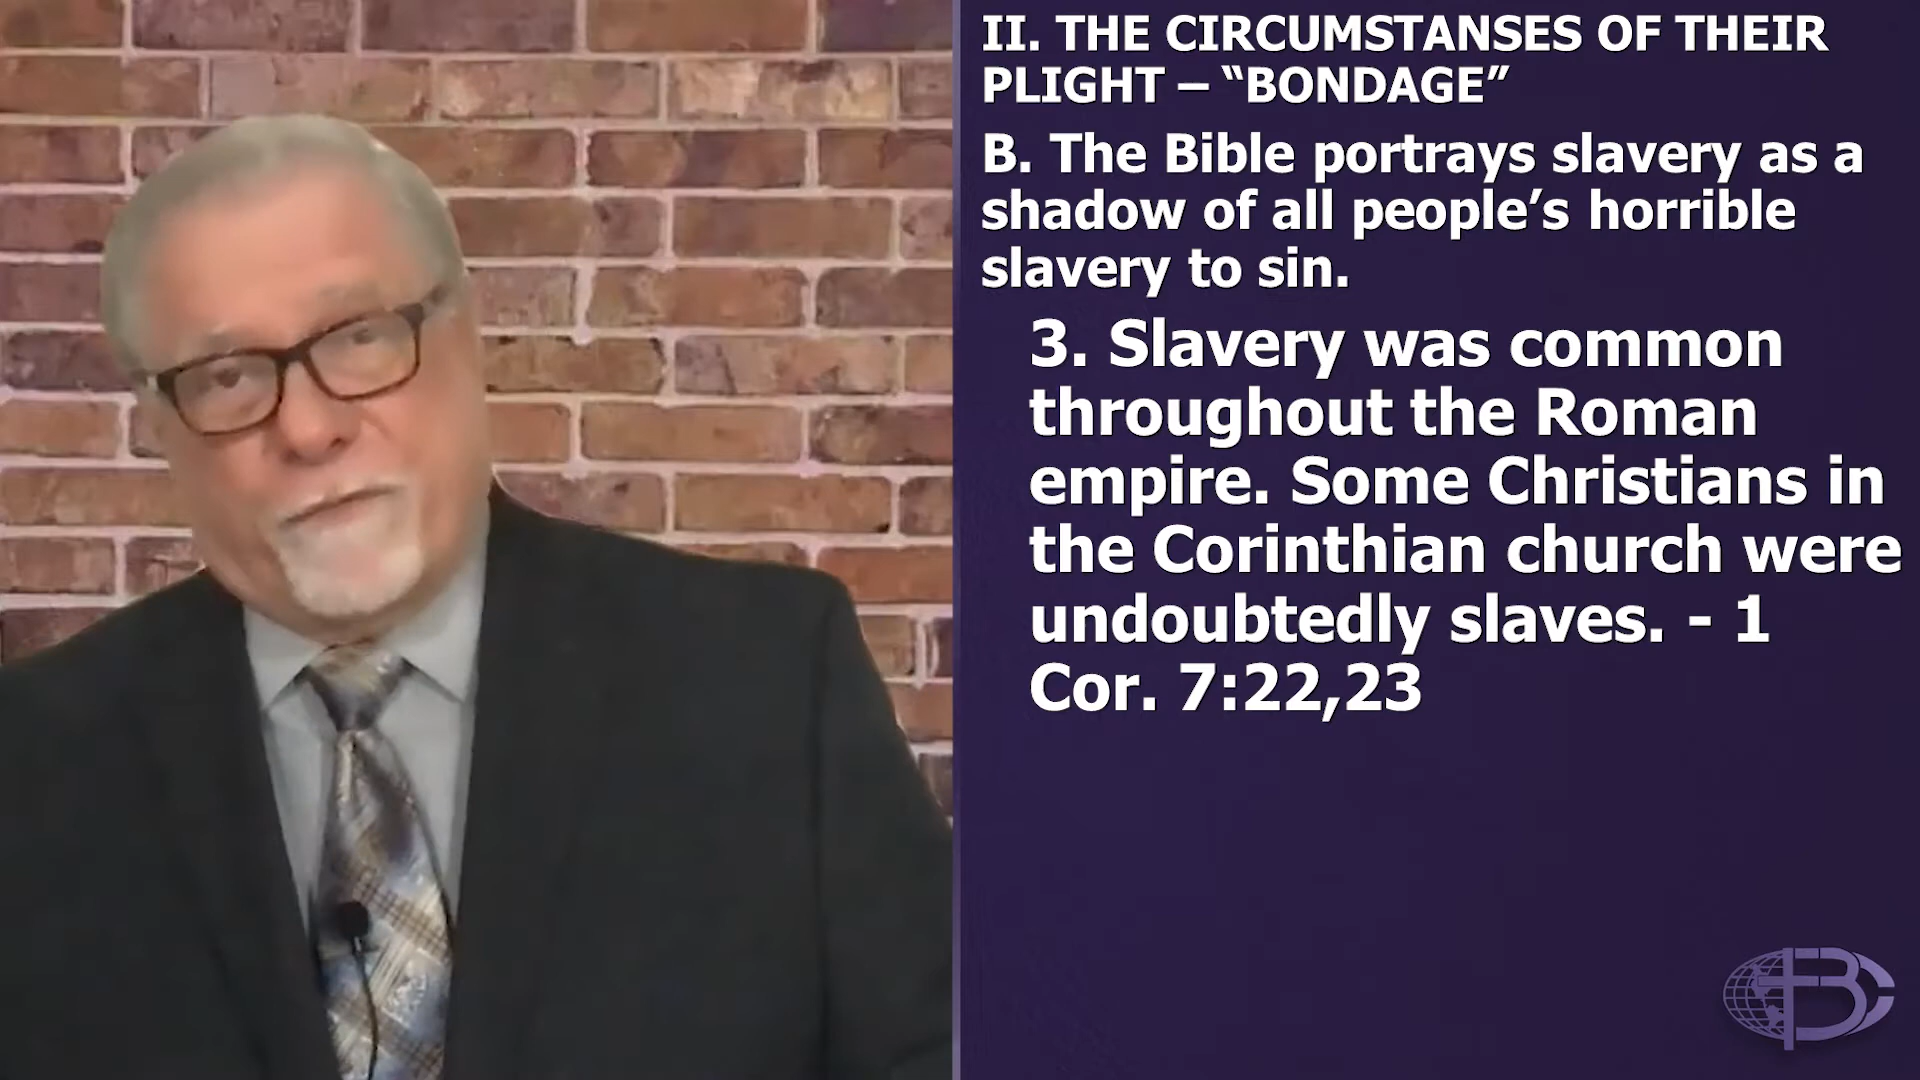 II. THE CIRCUMSTANSES OF THEIR
PLIGHT – “BONDAGE”
B. The Bible portrays slavery as a
shadow of all people’s horrible
slavery to sin.
3. Slavery was common
throughout the Roman
empire. Some Christians in
the Corinthian church were
undoubtedly slaves. - 1
Cor. 7:22,23
BC